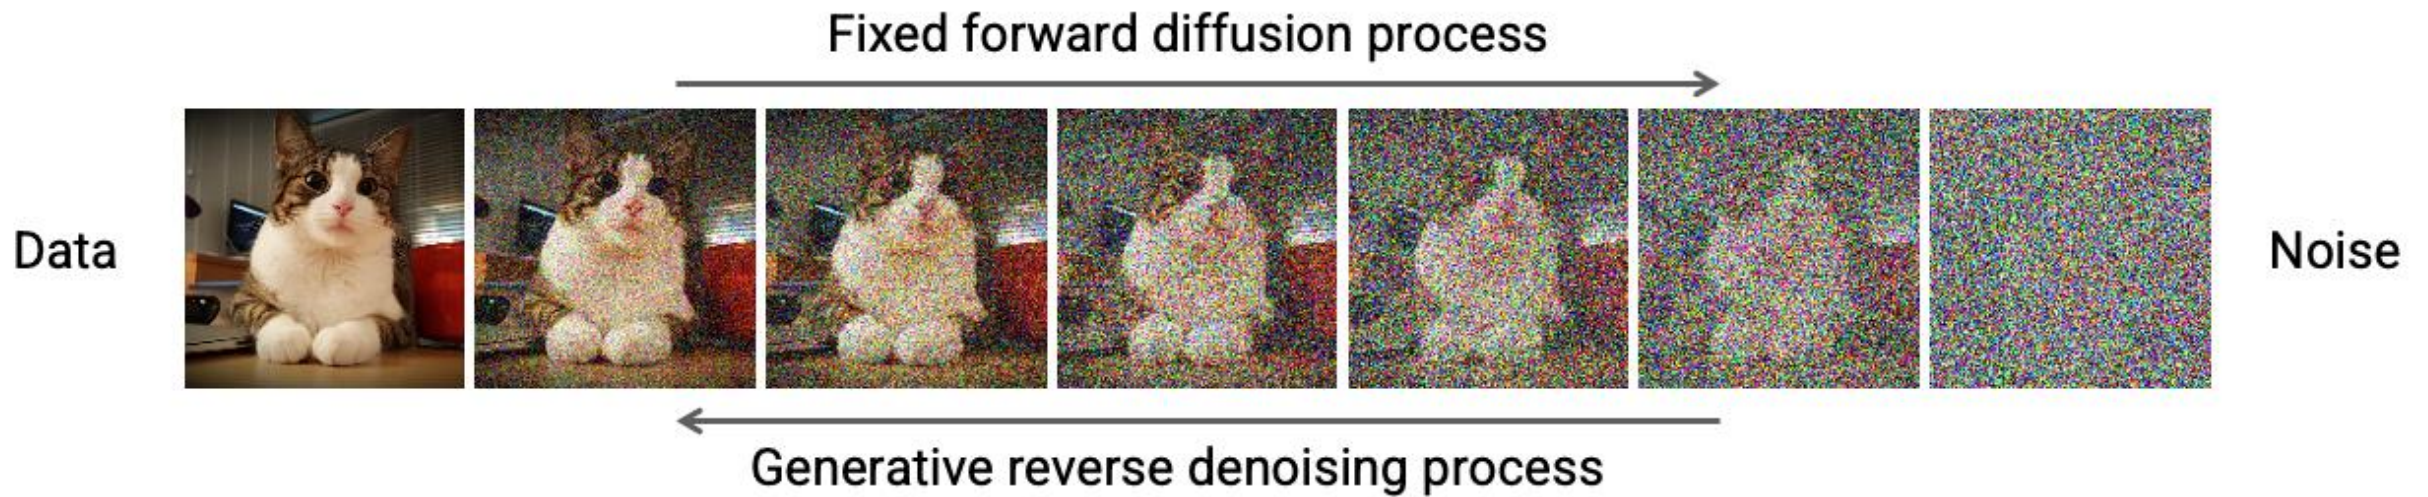 Fixed forward diffusion process
Data
Noise
Generative reverse denoising process